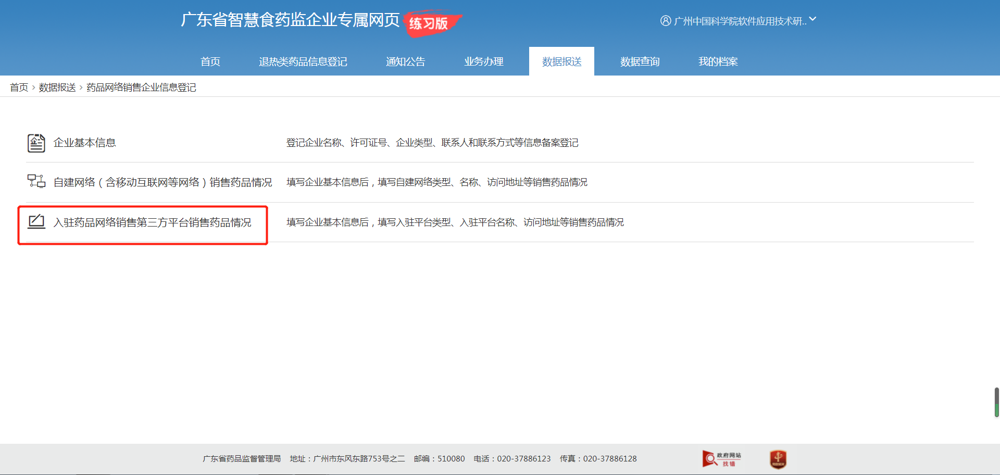 广东省智慧食药监企业专属网页 练习版
广州中国科学院软件应用技术研..
首页 退热类药品信息登记 通知公告 业务办理 数据报送 数据查询 我的档案
首页 › 数据报送 › 药品网络销售企业信息登记
企业基本信息 登记企业名称、许可证号、企业类型、联系人和联系方式等信息备案登记
自建网络（含移动互联网等网络）销售药品情况 填写企业基本信息后，填写自建网络类型、名称、访问地址等销售药品情况
入驻药品网络销售第三方平台销售药品情况 填写企业基本信息后，填写入驻平台类型、入驻平台名称、访问地址等销售药品情况
广东省药品监督管理局 地址：广州市东风东路753号之二 邮编：510080 电话：020-37886123 传真：020-37886128
政府网站
找错